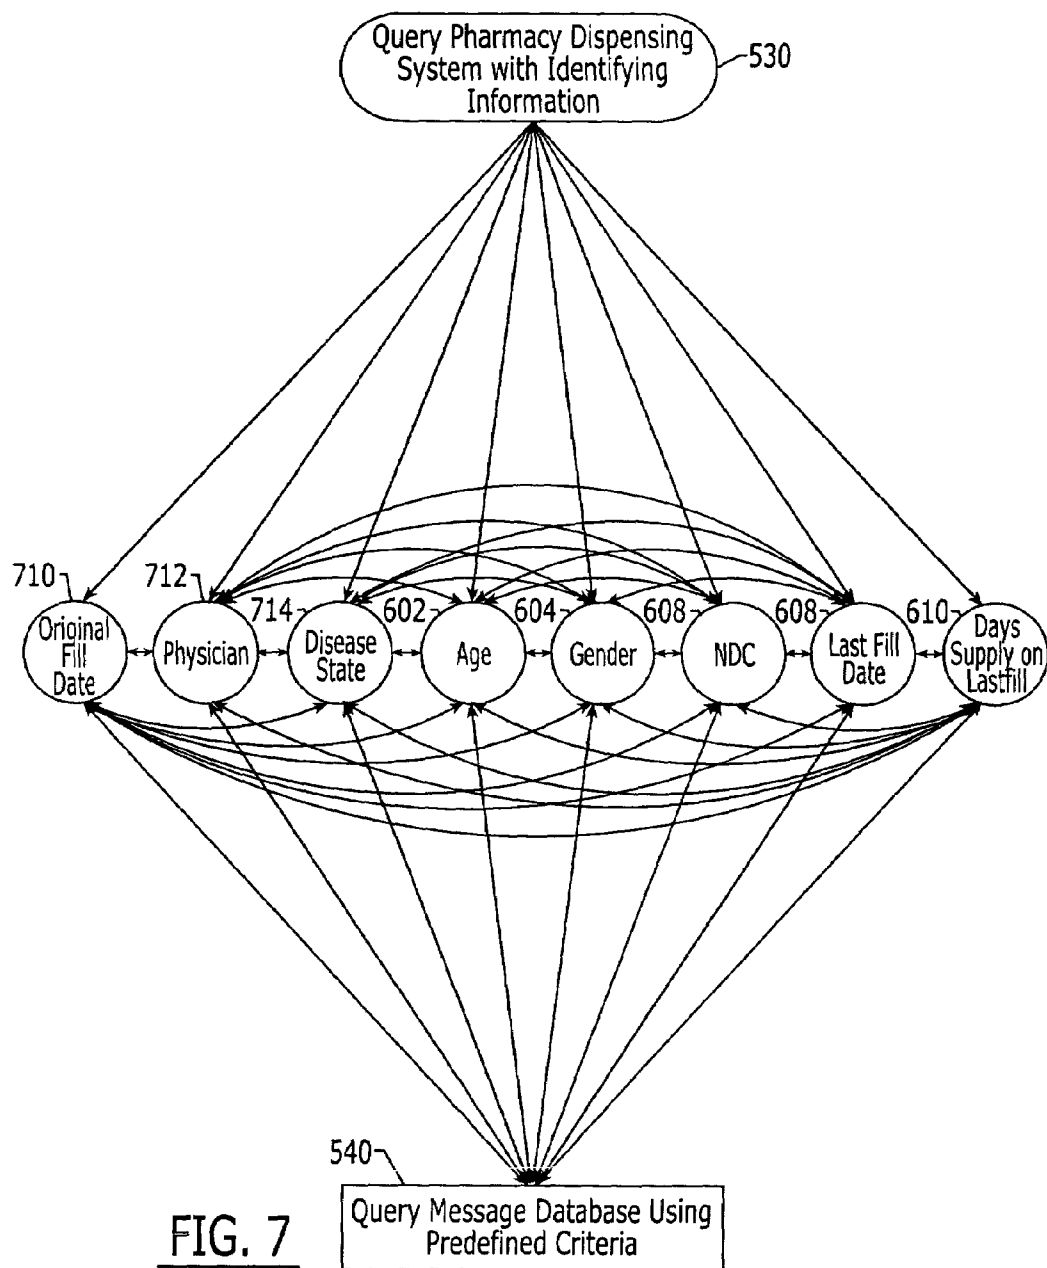 Query Pharmacy Dispensing
System with Identifying
Information
530
710
712
714
602
604
608
608
610
Original
Fill
Date
Physician
Disease
State
Age
Gender
NDC
Last Fill
Date
Days
Supply on
Lastfill
540
Query Message Database Using
Predefined Criteria
FIG. 7